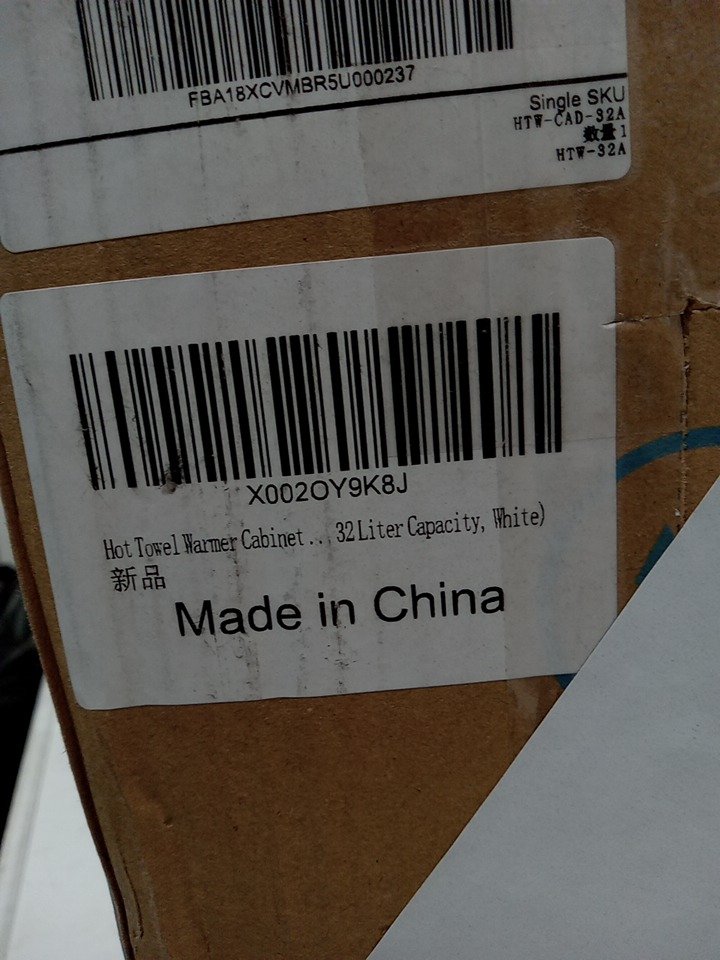 FBA18XCVMBR5U000237
Single SKU
HTW-CAD-32A
数量 1
HTW-32A
X002OY9K8J
Hot Towel Warmer Cabinet... 32 Liter Capacity, White)
新品
Made in China